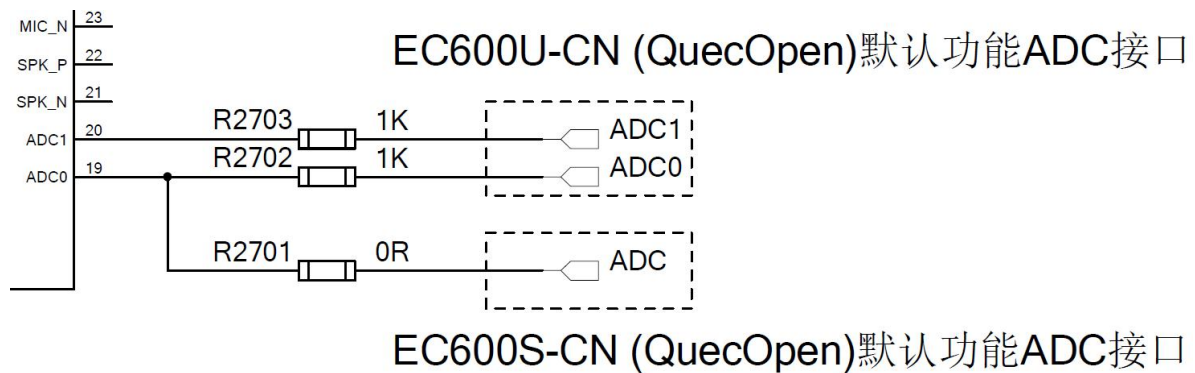 MIC_N 23
EC600U-CN (QuecOpen)默认功能ADC接口
SPK_P 22
SPK_N 21
ADC1 20 R2703 1K ADC1
ADC0 19 R2702 1K ADC0
R2701 0R ADC
EC600S-CN (QuecOpen)默认功能ADC接口